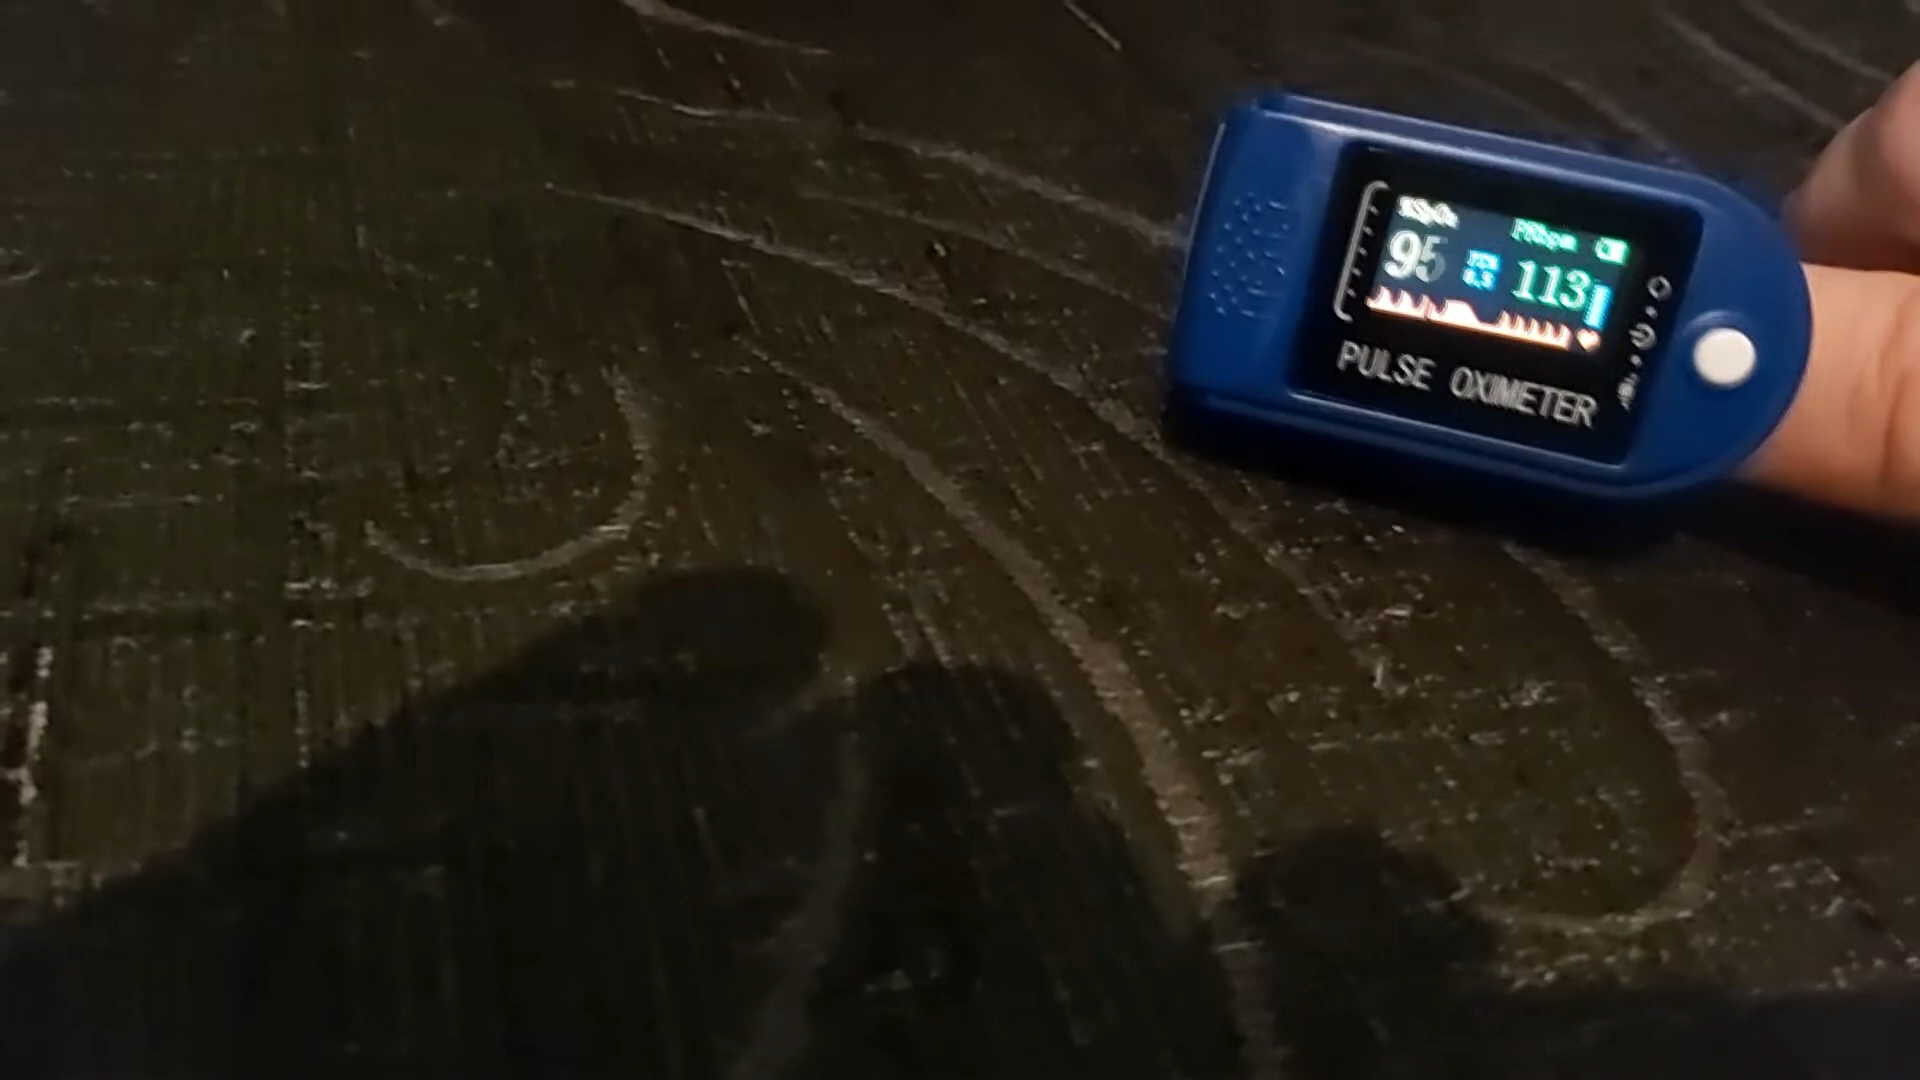 %SpO₂ PRbpm
95 113
PULSE OXIMETER